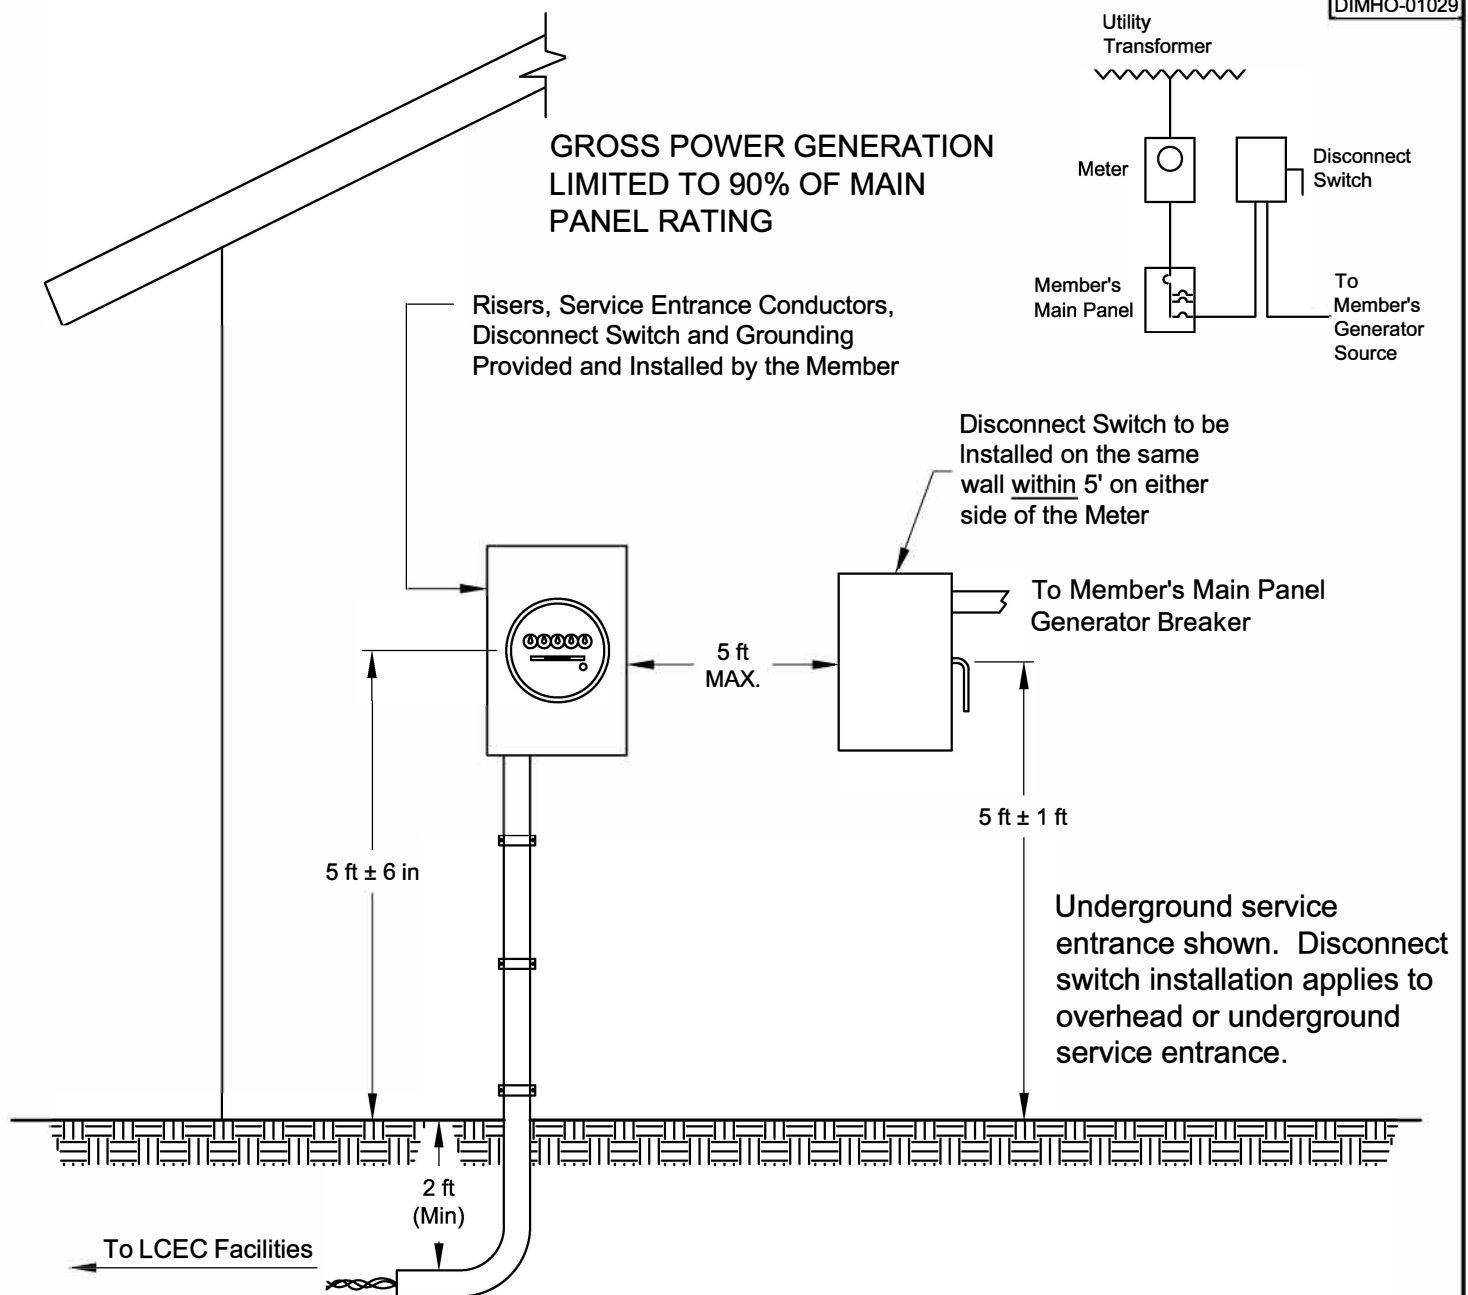 DIMHO-01029
Utility
Transformer
Meter
Disconnect
Switch
Member's
Main Panel
To
Member's
Generator
Source
GROSS POWER GENERATION
LIMITED TO 90% OF MAIN
PANEL RATING
Risers, Service Entrance Conductors,
Disconnect Switch and Grounding
Provided and Installed by the Member
Disconnect Switch to be
Installed on the same
wall within 5' on either
side of the Meter
To Member's Main Panel
Generator Breaker
5 ft
MAX.
5 ft ± 6 in
5 ft ± 1 ft
Underground service
entrance shown.  Disconnect
switch installation applies to
overhead or underground
service entrance.
2 ft
(Min)
To LCEC Facilities